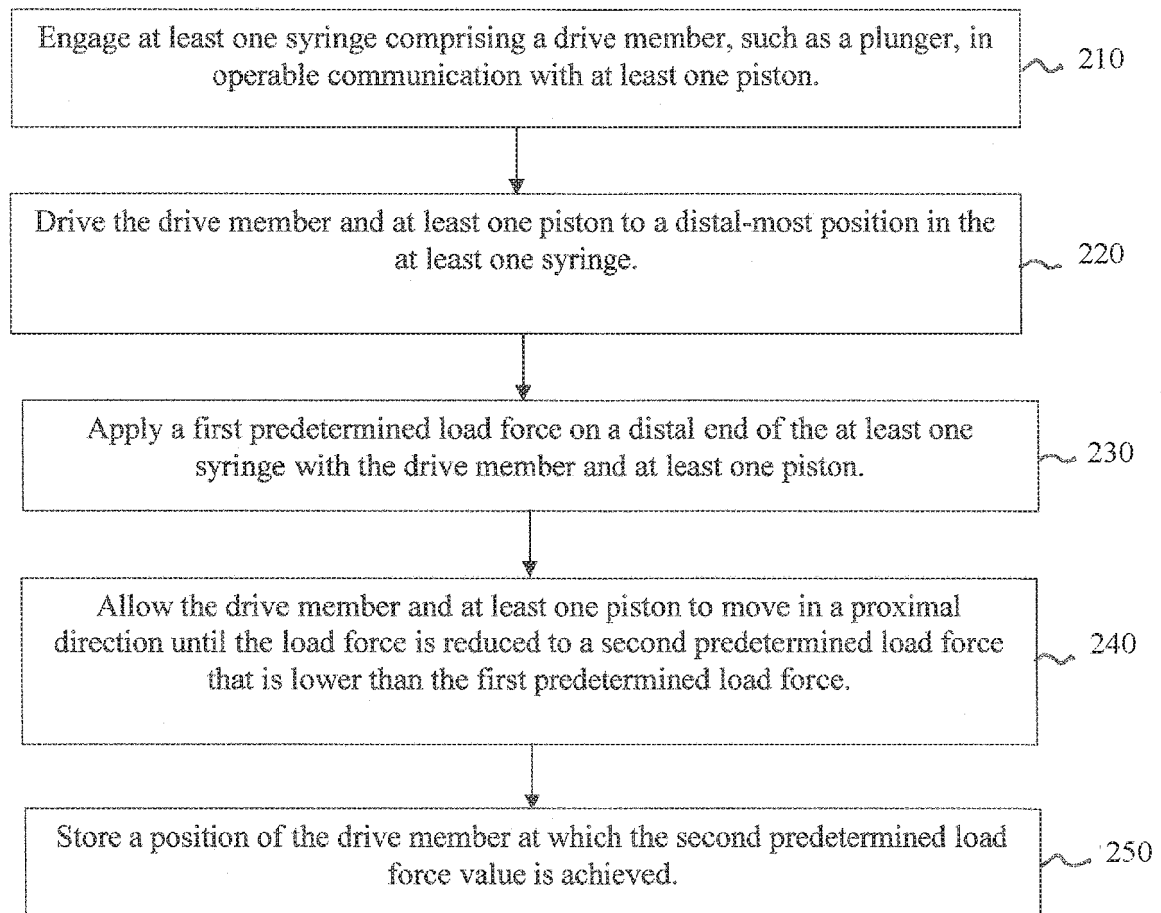 Engage at least one syringe comprising a drive member, such as a plunger, in
operable communication with at least one piston.
210
Drive the drive member and at least one piston to a distal-most position in the
at least one syringe.
220
Apply a first predetermined load force on a distal end of the at least one
syringe with the drive member and at least one piston.
230
Allow the drive member and at least one piston to move in a proximal
direction until the load force is reduced to a second predetermined load force
that is lower than the first predetermined load force.
240
Store a position of the drive member at which the second predetermined load
force value is achieved.
250